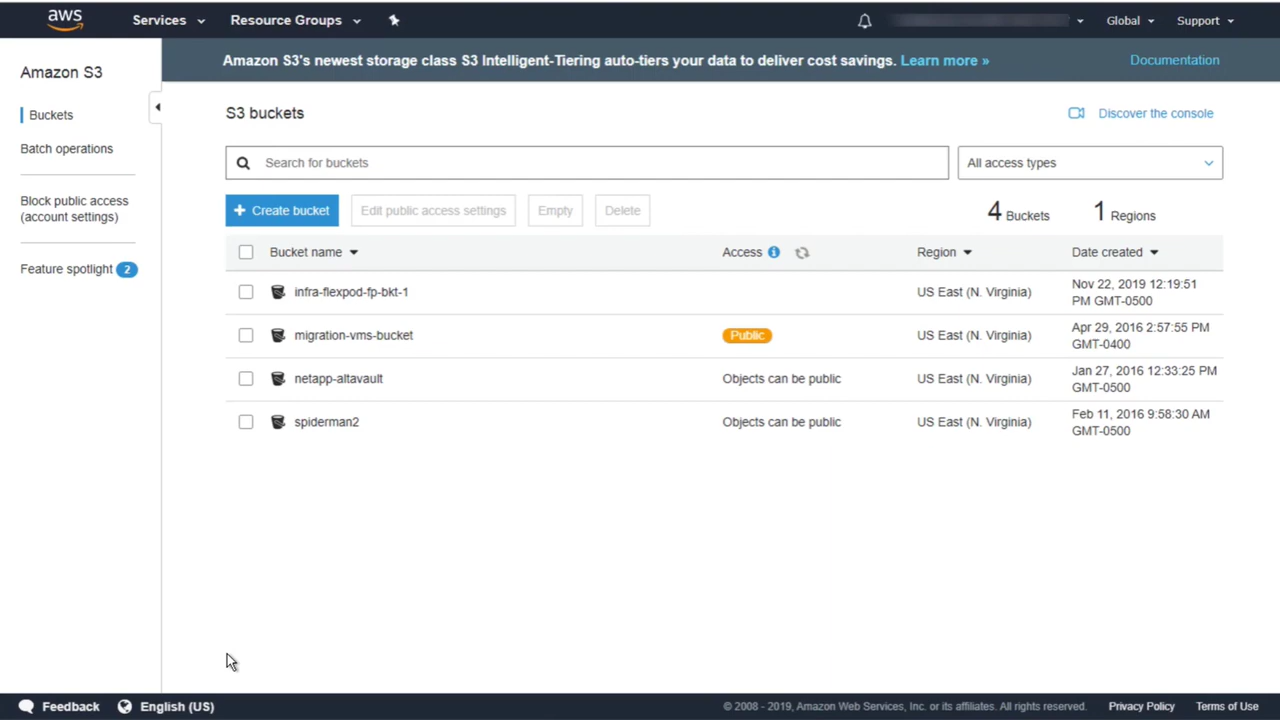 aws Services Resource Groups Global Support
Amazon S3's newest storage class S3 Intelligent-Tiering auto-tiers your data to deliver cost savings. Learn more » Documentation
Amazon S3
Buckets
Batch operations
Block public access
(account settings)
Feature spotlight 2
S3 buckets Discover the console
Search for buckets All access types
+ Create bucket Edit public access settings Empty Delete 4 Buckets 1 Regions
Bucket name Access Region Date created
infra-flexpod-fp-bkt-1 US East (N. Virginia) Nov 22, 2019 12:19:51
PM GMT-0500
migration-vms-bucket Public US East (N. Virginia) Apr 29, 2016 2:57:55 PM
GMT-0400
netapp-altavault Objects can be public US East (N. Virginia) Jan 27, 2016 12:33:25 PM
GMT-0500
spiderman2 Objects can be public US East (N. Virginia) Feb 11, 2016 9:58:30 AM
GMT-0500
Feedback English (US) © 2008 - 2019, Amazon Web Services, Inc. or its affiliates. All rights reserved. Privacy Policy Terms of Use